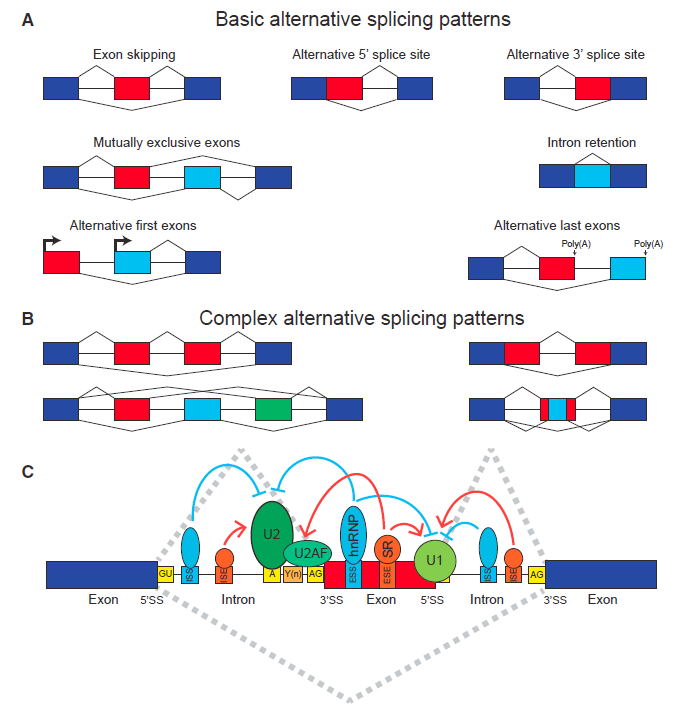 A Basic alternative splicing patterns
Exon skipping
Alternative 5' splice site
Alternative 3' splice site
Mutually exclusive exons
Intron retention
Alternative first exons
Alternative last exons
Poly(A)
Poly(A)
B Complex alternative splicing patterns
C
U2
U2AF
hnRNP
SR
U1
GU
ISS
ISE
A
Y(n)
AG
ESS
ESE
ISS
ISE
AG
Exon
5'SS
Intron
3'SS
Exon
5'SS
Intron
3'SS
Exon